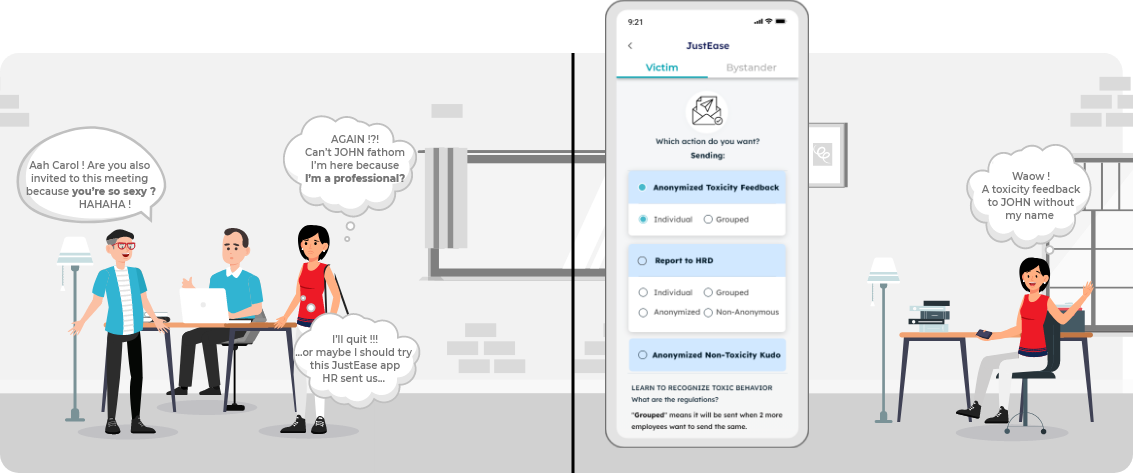 Aah Carol ! Are you also
invited to this meeting
because you're so sexy ?
HAHAHA !
AGAIN !?!
Can't JOHN fathom
I'm here because
I'm a professional?
I'll quit !!!
...or maybe I should try
this JustEase app
HR sent us...
9:21
JustEase
Victim
Bystander
Which action do you want?
Sending:
Anonymized Toxicity Feedback
Individual
Grouped
Report to HRD
Individual
Grouped
Anonymized
Non-Anonymous
Anonymized Non-Toxicity Kudo
LEARN TO RECOGNIZE TOXIC BEHAVIOR
What are the regulations?
"Grouped" means it will be sent when 2 more
employees want to send the same.
Waow !
A toxicity feedback
to JOHN without
my name